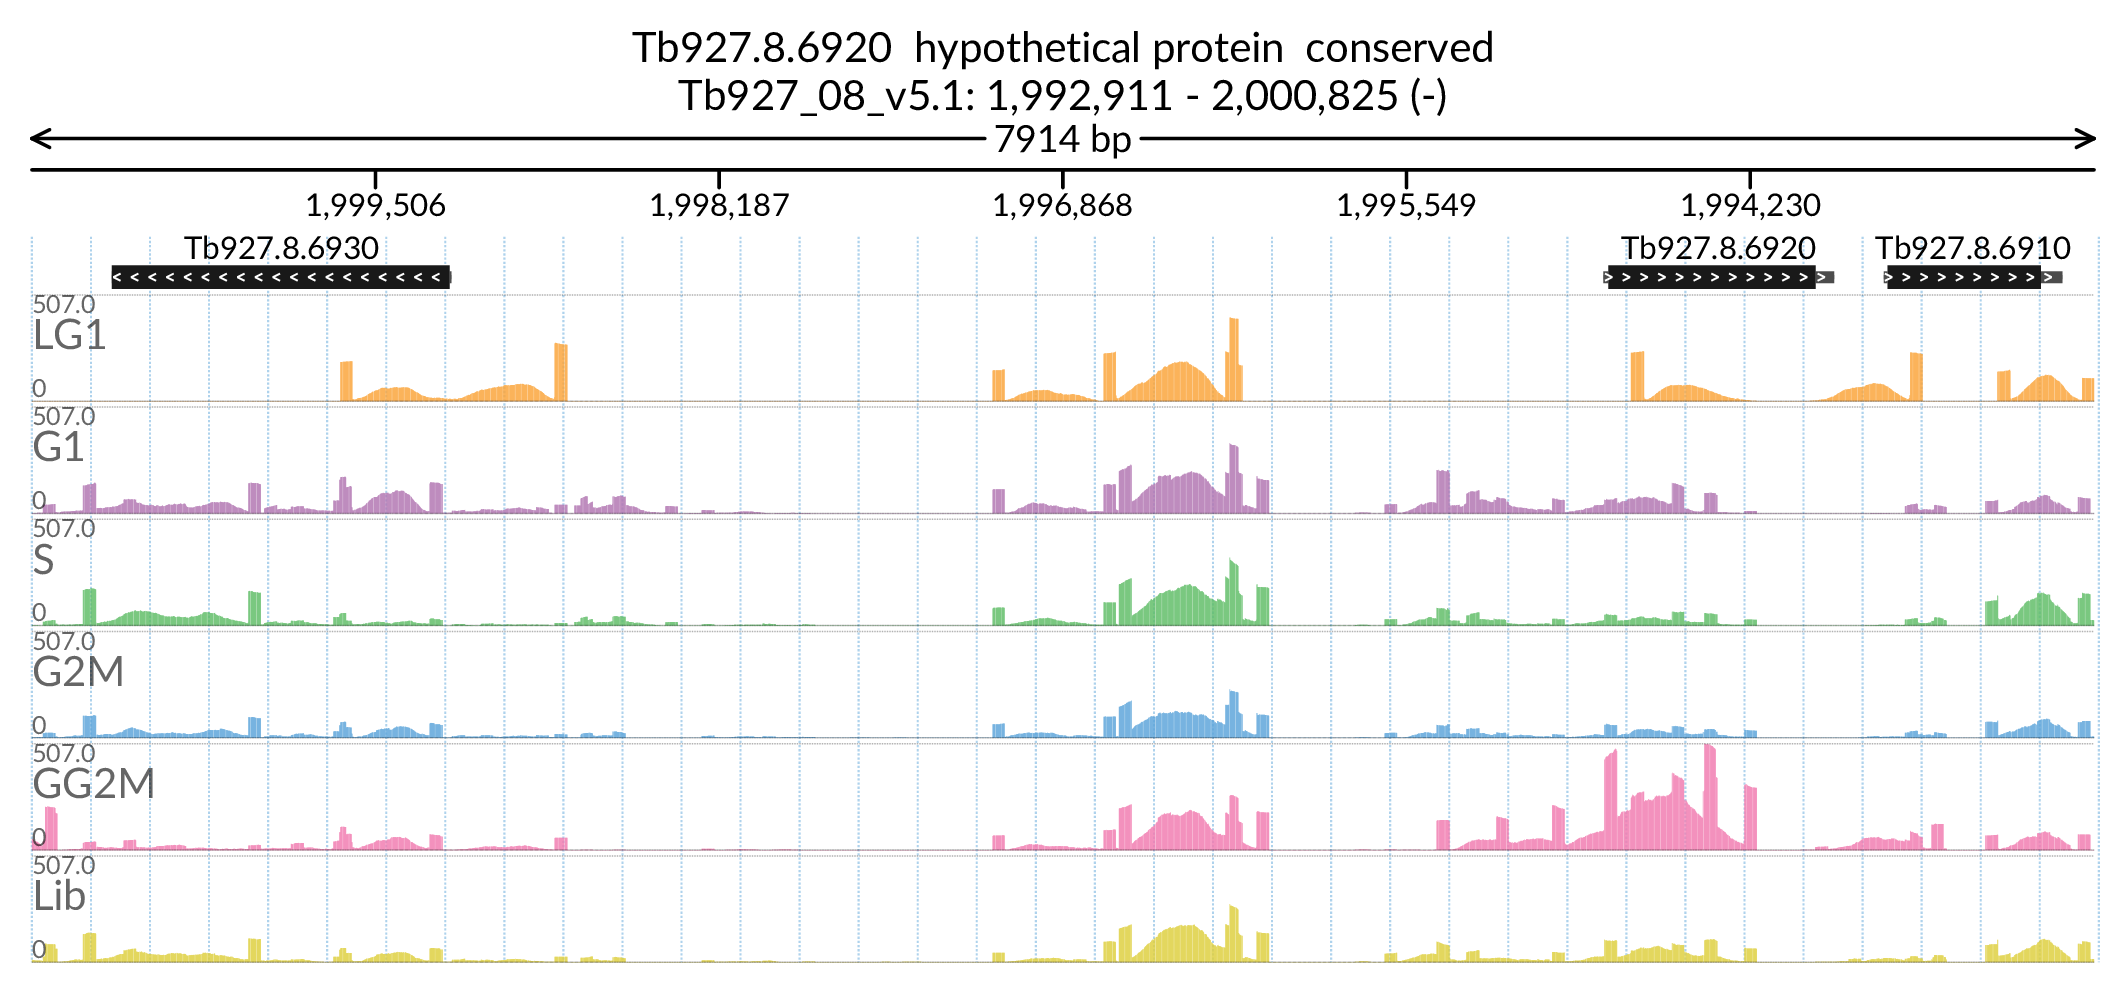 Tb927.8.6920  hypothetical protein  conserved
Tb927_08_v5.1: 1,992,911 - 2,000,825 (-)
7914 bp
1,999,506 1,998,187 1,996,868 1,995,549 1,994,230
Tb927.8.6930 Tb927.8.6920 Tb927.8.6910
507.0
LG1
0
507.0
G1
0
507.0
S
0
507.0
G2M
0
507.0
GG2M
0
507.0
Lib
0